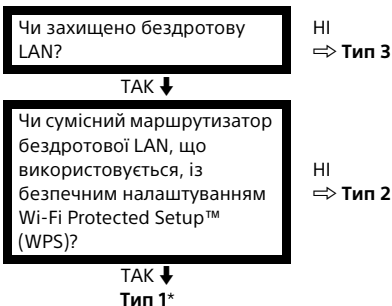 Чи захищено бездротову
LAN?
НІ
⇨ Тип 3
ТАК ⬇
Чи сумісний маршрутизатор
бездротової LAN, що
використовується, із
безпечним налаштуванням
Wi-Fi Protected Setup™
(WPS)?
НІ
⇨ Тип 2
ТАК ⬇
Тип 1*